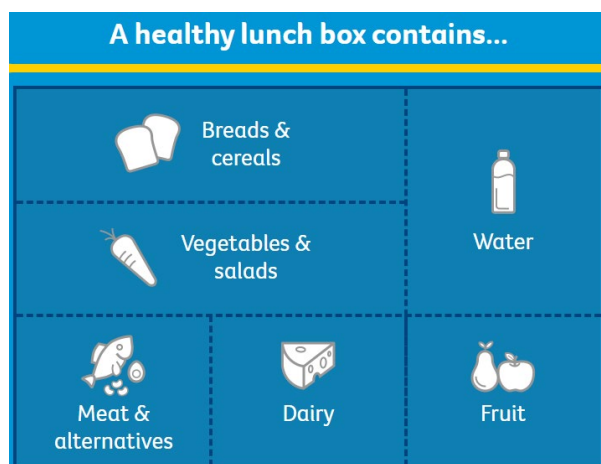 A healthy lunch box contains...
Breads &
cereals
Water
Vegetables &
salads
Meat &
alternatives
Dairy
Fruit